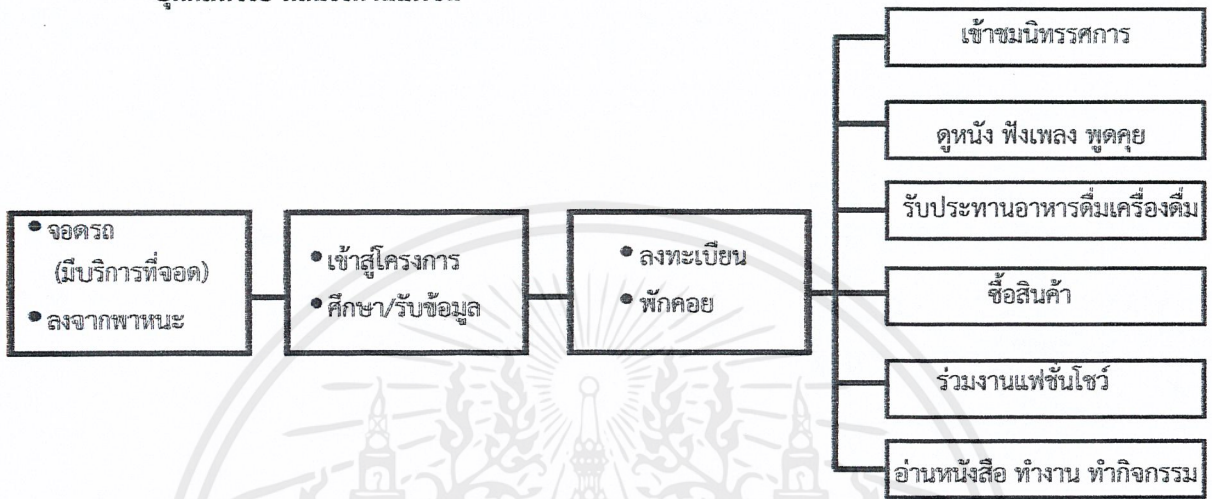 • จอดรถ
(มีบริการที่จอด)
• ลงจากพาหนะ
• เข้าสู่โครงการ
• ศึกษา/รับข้อมูล
• ลงทะเบียน
• พักคอย
เข้าชมนิทรรศการ
ดูหนัง ฟังเพลง พูดคุย
รับประทานอาหารดื่มเครื่องดื่ม
ซื้อสินค้า
ร่วมงานแฟชั่นโชว์
อ่านหนังสือ ทำงาน ทำกิจกรรม